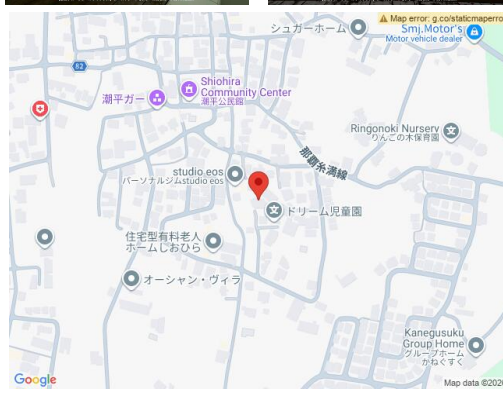 Map error: g.co/staticmaperro
シュガーホーム
Smj.Motor's
Motor vehicle dealer
82
潮平ガー
Shiohira
Community Center
潮平公民館
Ringonoki Nursery
りんごの木保育園
那覇糸満線
studio eos
パーソナルジムstudio eos
ドリーム児童園
住宅型有料老人
ホームしおひら
オーシャン・ヴィラ
Kanegusuku
Group Home
グループホーム
かねぐすく
Google
Map data ©2026